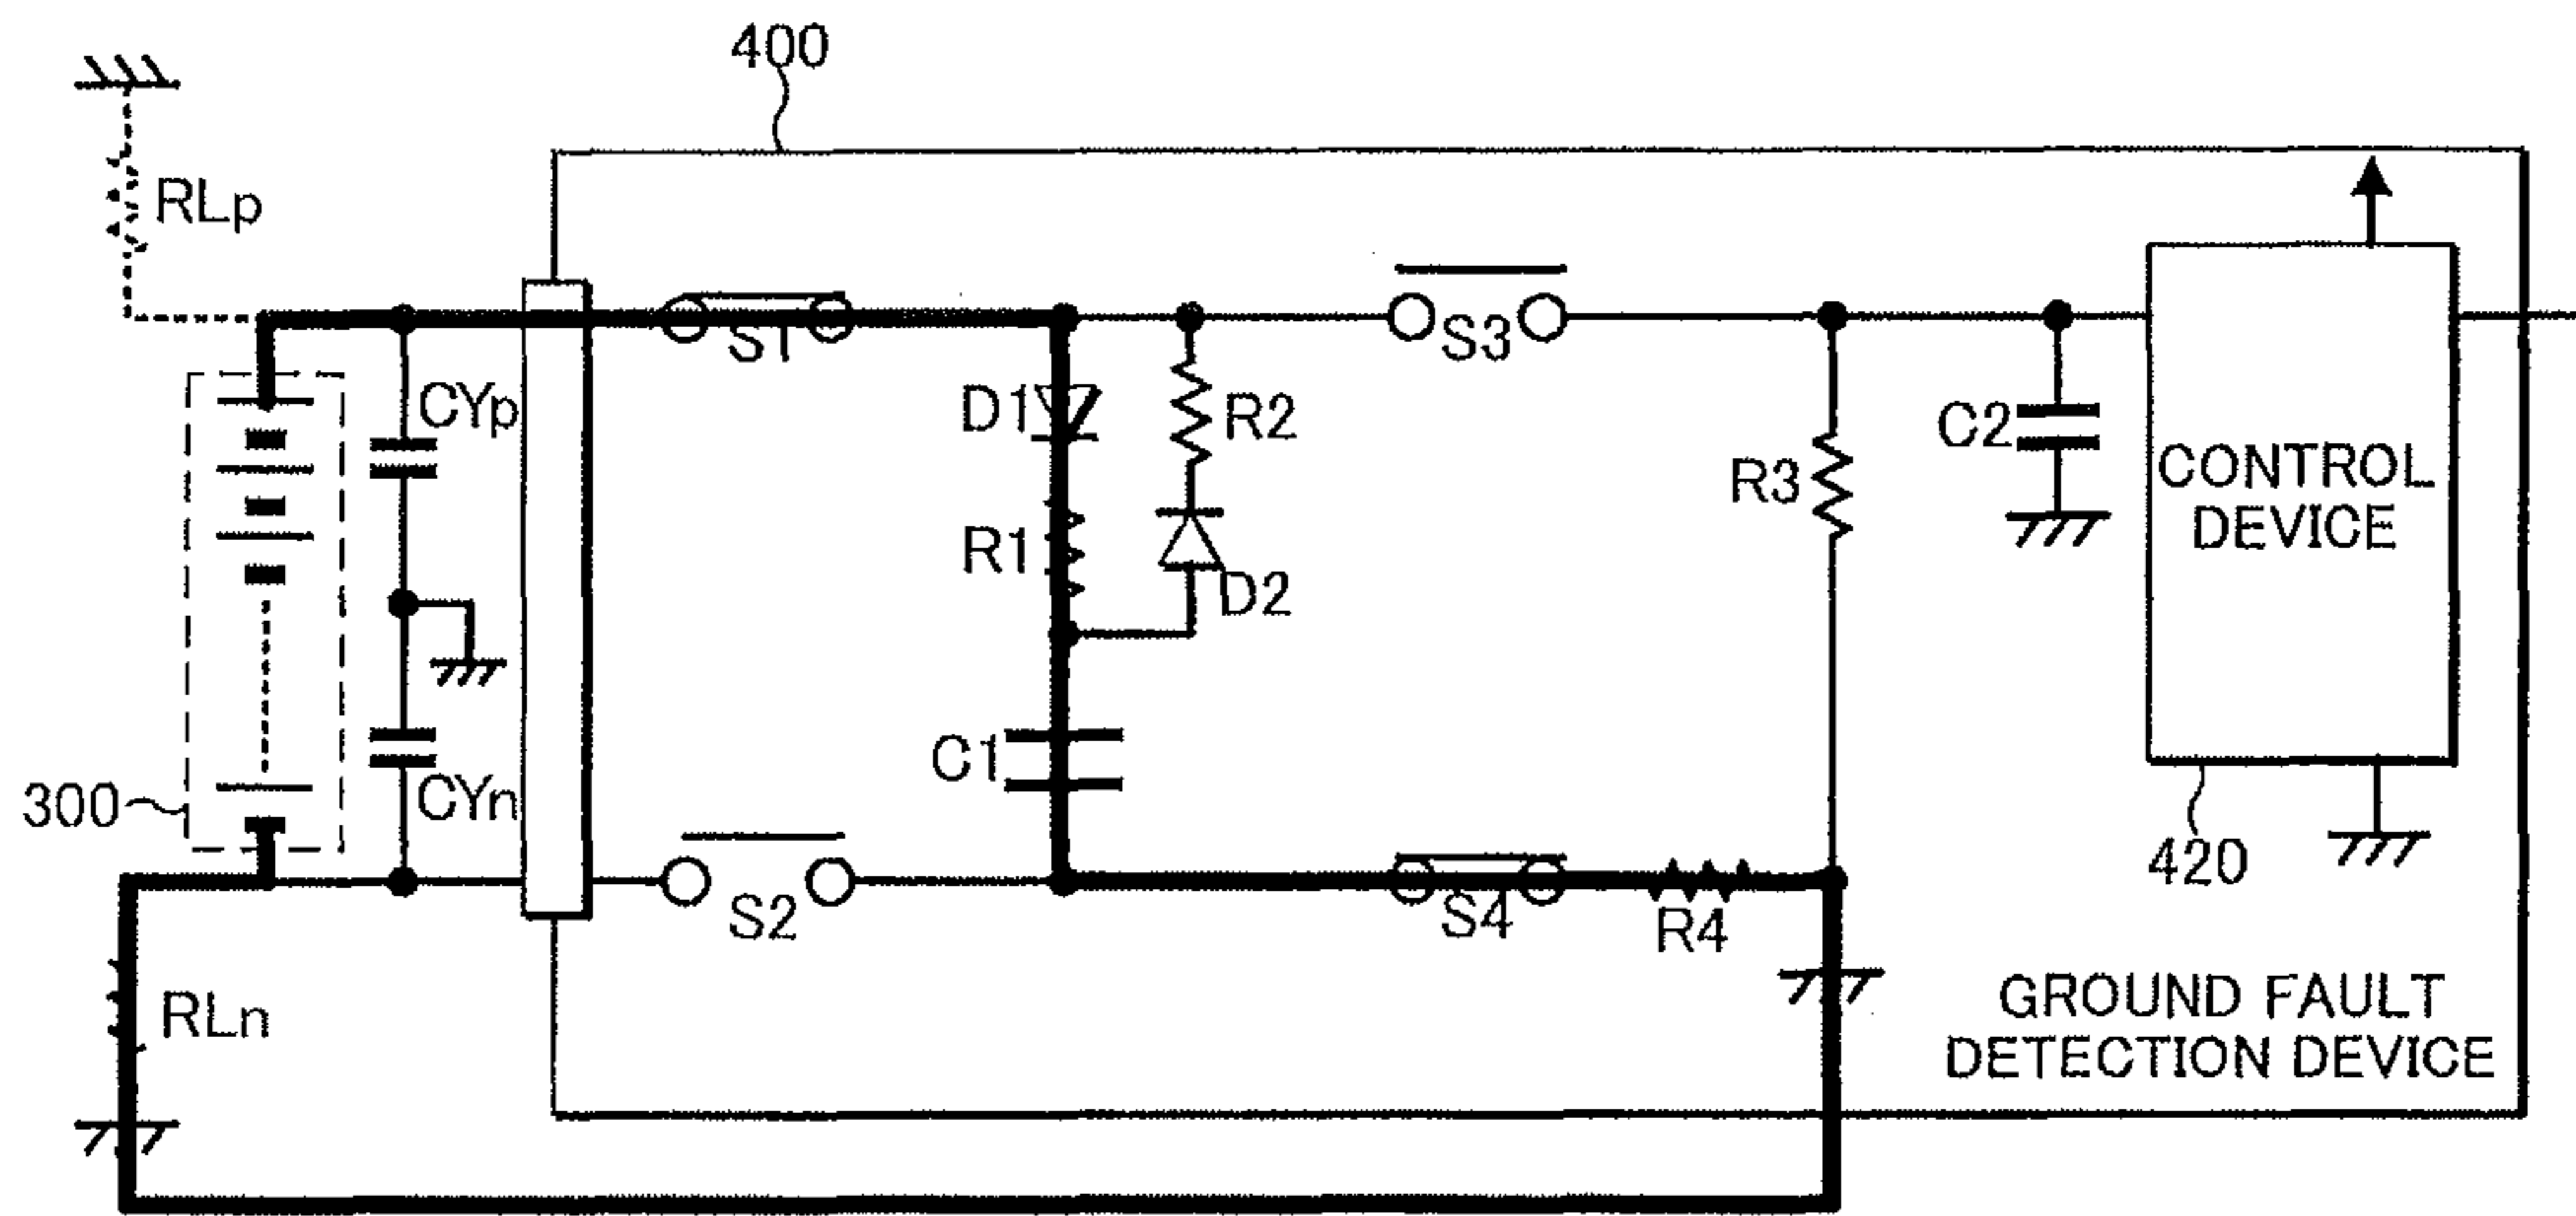 400
RLp
S1
S3
CYp
D1
R2
C2
R3
CONTROL
DEVICE
R1
D2
C1
300
CYn
S2
S4
R4
420
RLn
GROUND FAULT
DETECTION DEVICE